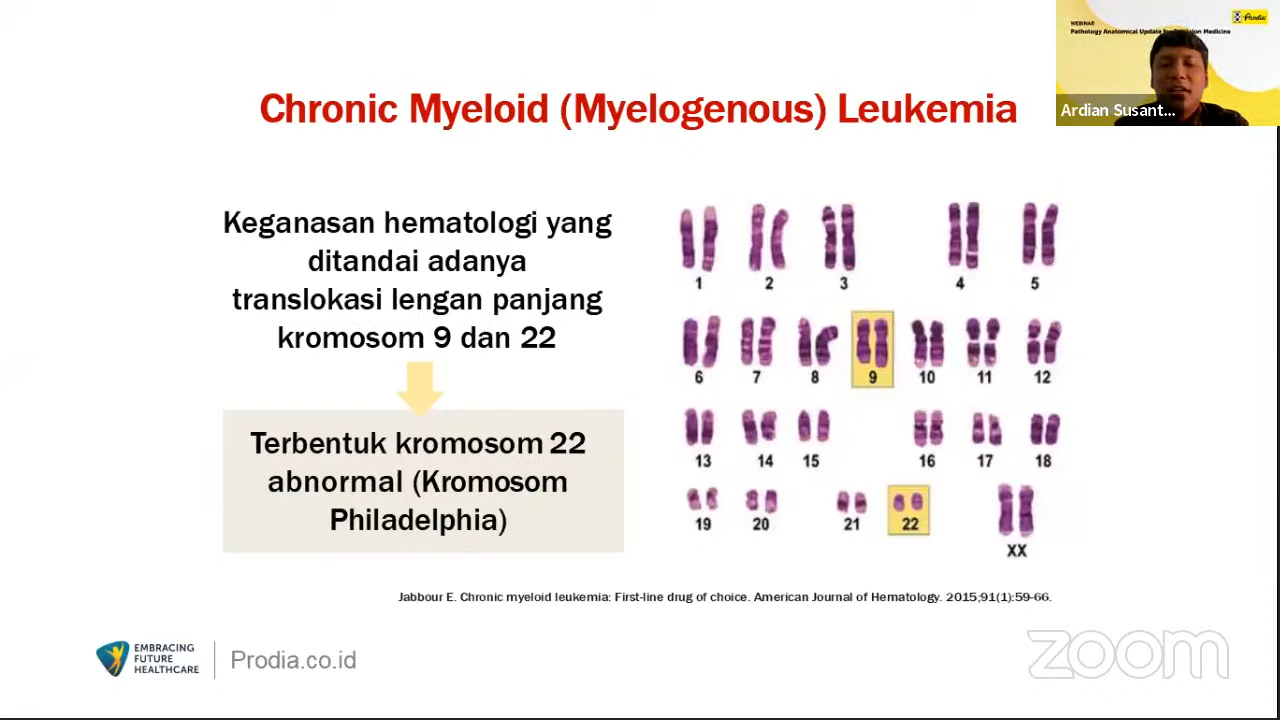 WEBINAR
Prodia
Pathology Anatomical Update for Precision Medicine
Ardian Susant...
Chronic Myeloid (Myelogenous) Leukemia
Keganasan hematologi yang
ditandai adanya
translokasi lengan panjang
kromosom 9 dan 22
Terbentuk kromosom 22
abnormal (Kromosom
Philadelphia)
1 2 3 4 5
6 7 8 9 10 11 12
13 14 15 16 17 18
19 20 21 22 XX
Jabbour E. Chronic myeloid leukemia: First-line drug of choice. American Journal of Hematology. 2015;91(1):59-66.
EMBRACING
FUTURE
HEALTHCARE
Prodia.co.id
zoom